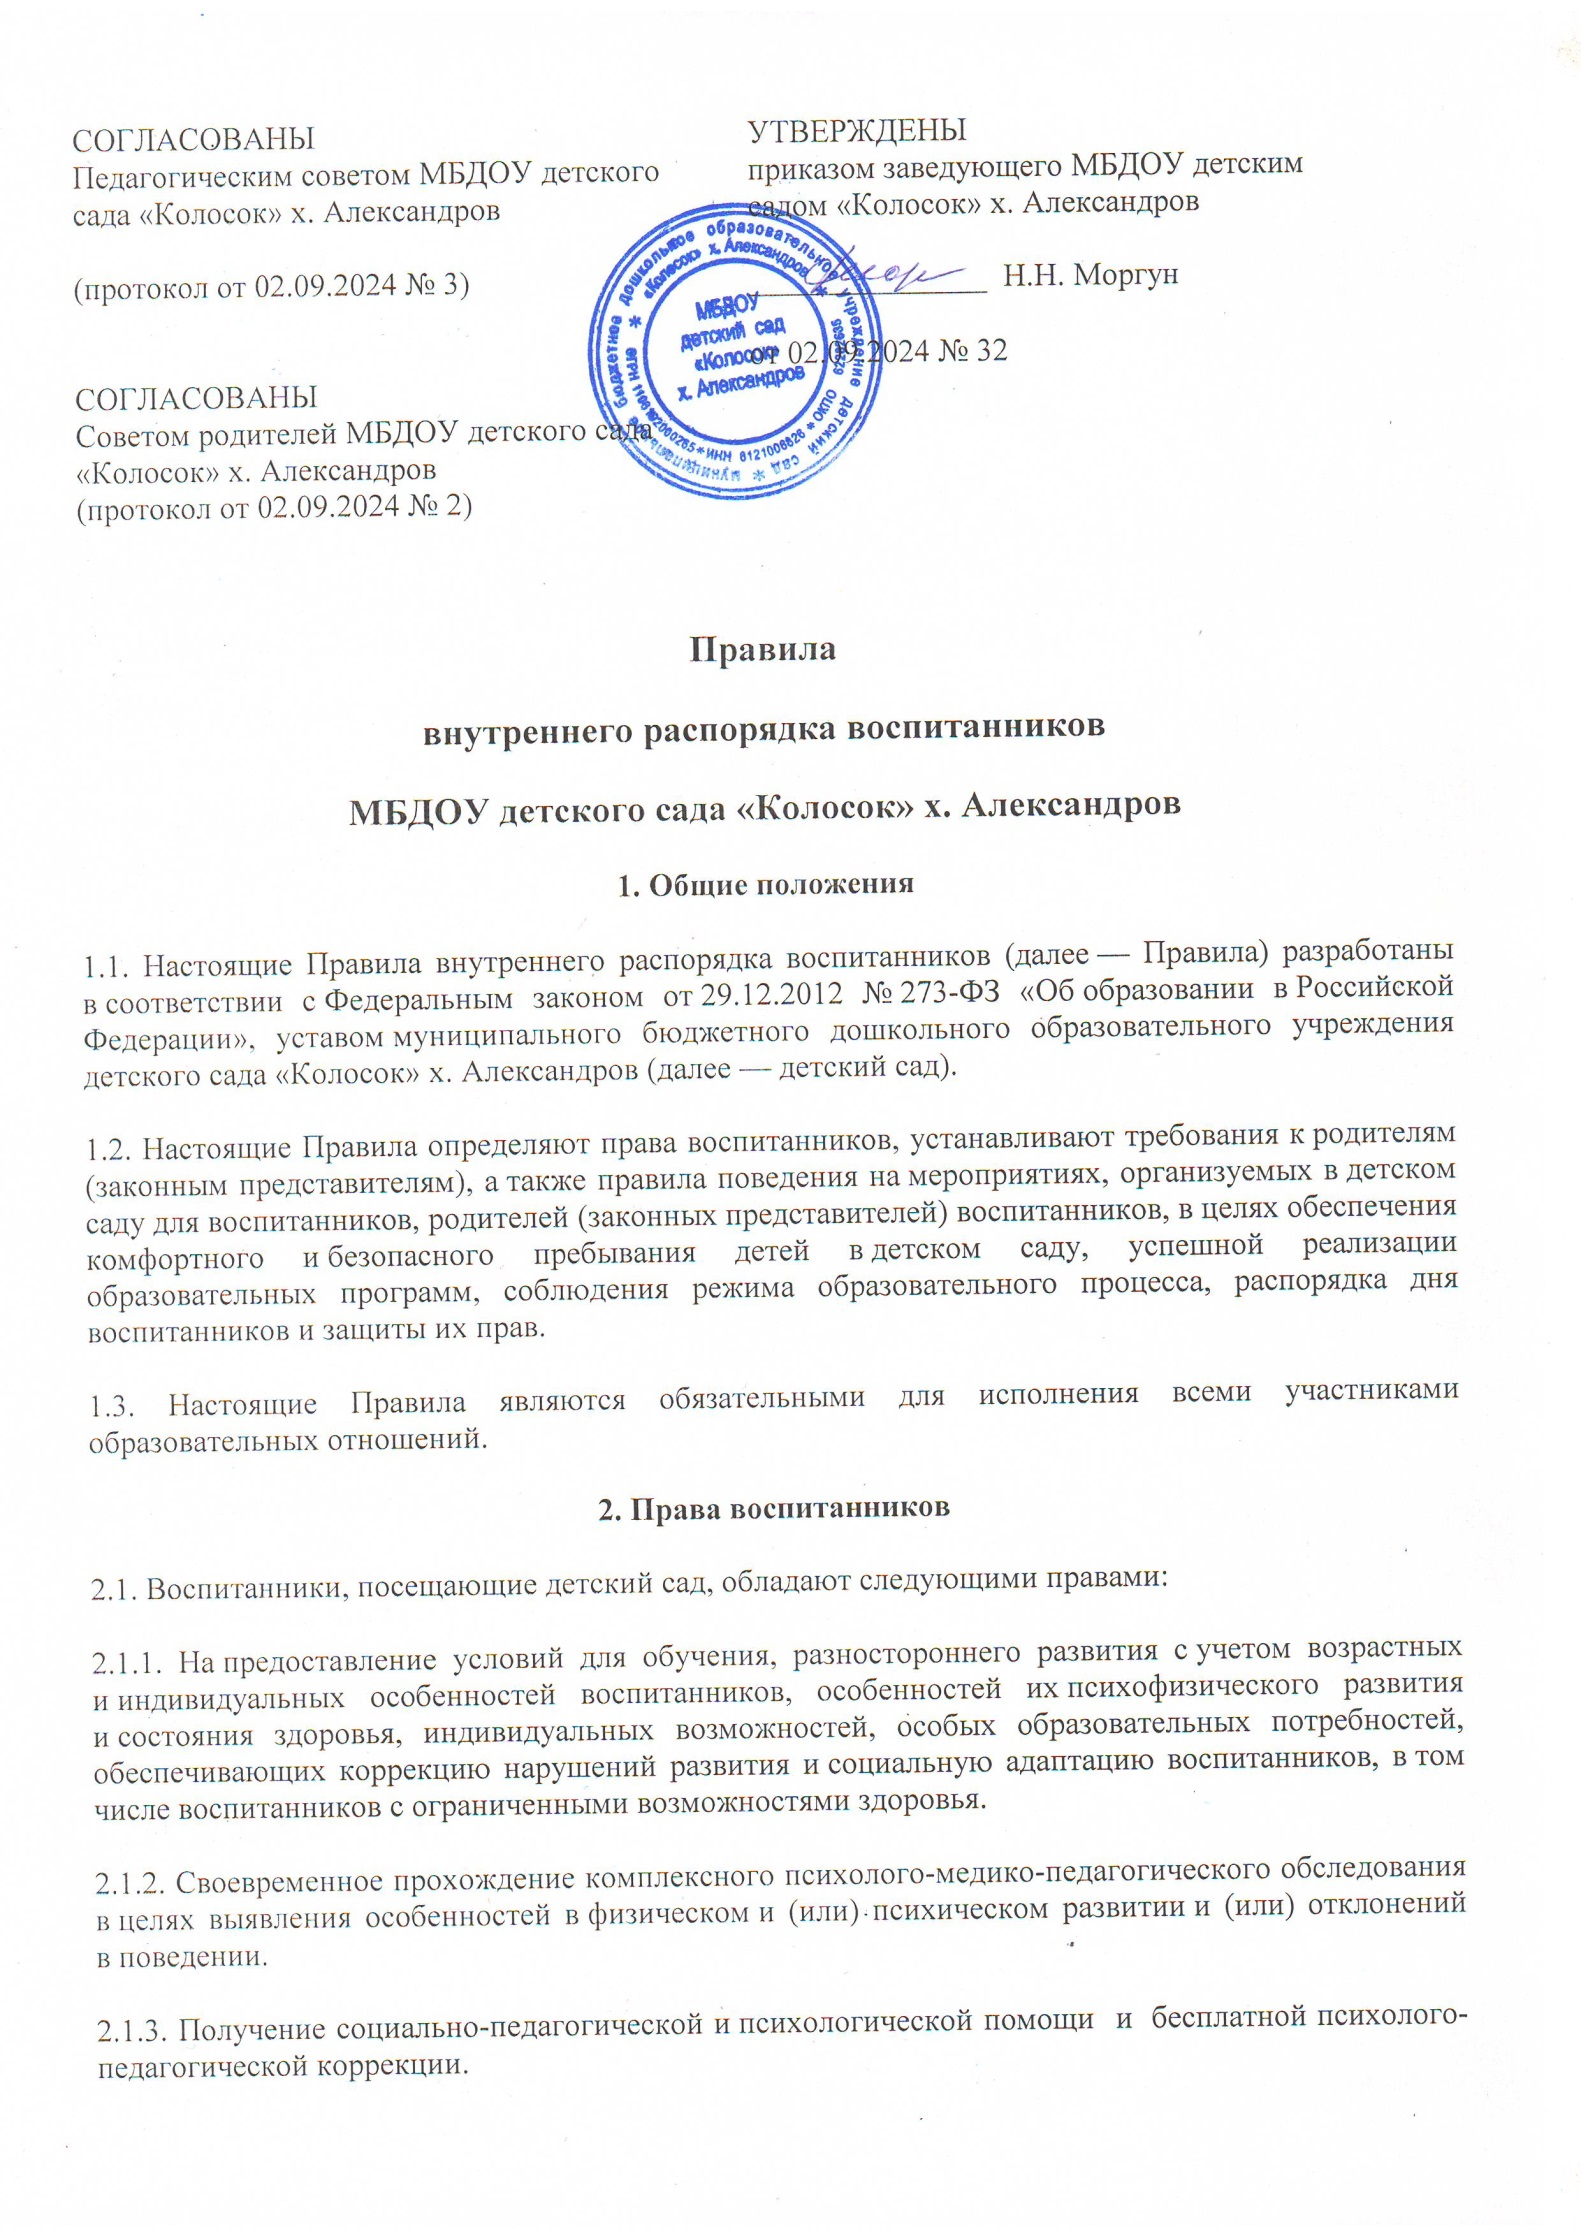 СОГЛАСОВАНЫ
Педагогическим советом МБДОУ детского
сада «Колосок» х. Александров
(протокол от 02.09.2024 № 3)
СОГЛАСОВАНЫ
Советом родителей МБДОУ детского сада
«Колосок» х. Александров
(протокол от 02.09.2024 № 2)
УТВЕРЖДЕНЫ
приказом заведующего МБДОУ детским
садом «Колосок» х. Александров
Н.Н. Моргун
от 02.09.2024 № 32
бюджетное дошкольное образовательное учреждение детский сад
«Колосок» х. Александров
ИНН 6121006826 * ОКПО
МБДОУ
детский сад
«Колосок»
х. Александров
Правила
внутреннего распорядка воспитанников
МБДОУ детского сада «Колосок» х. Александров
1. Общие положения
1.1. Настоящие Правила внутреннего распорядка воспитанников (далее — Правила) разработаны
в соответствии с Федеральным законом от 29.12.2012 № 273-ФЗ «Об образовании в Российской
Федерации», уставом муниципального бюджетного дошкольного образовательного учреждения
детского сада «Колосок» х. Александров (далее — детский сад).
1.2. Настоящие Правила определяют права воспитанников, устанавливают требования к родителям
(законным представителям), а также правила поведения на мероприятиях, организуемых в детском
саду для воспитанников, родителей (законных представителей) воспитанников, в целях обеспечения
комфортного и безопасного пребывания детей в детском саду, успешной реализации
образовательных программ, соблюдения режима образовательного процесса, распорядка дня
воспитанников и защиты их прав.
1.3. Настоящие Правила являются обязательными для исполнения всеми участниками
образовательных отношений.
2. Права воспитанников
2.1. Воспитанники, посещающие детский сад, обладают следующими правами:
2.1.1. На предоставление условий для обучения, разностороннего развития с учетом возрастных
и индивидуальных особенностей воспитанников, особенностей их психофизического развития
и состояния здоровья, индивидуальных возможностей, особых образовательных потребностей,
обеспечивающих коррекцию нарушений развития и социальную адаптацию воспитанников, в том
числе воспитанников с ограниченными возможностями здоровья.
2.1.2. Своевременное прохождение комплексного психолого-медико-педагогического обследования
в целях выявления особенностей в физическом и (или) психическом развитии и (или) отклонений
в поведении.
2.1.3. Получение социально-педагогической и психологической помощи и бесплатной психолого-
педагогической коррекции.